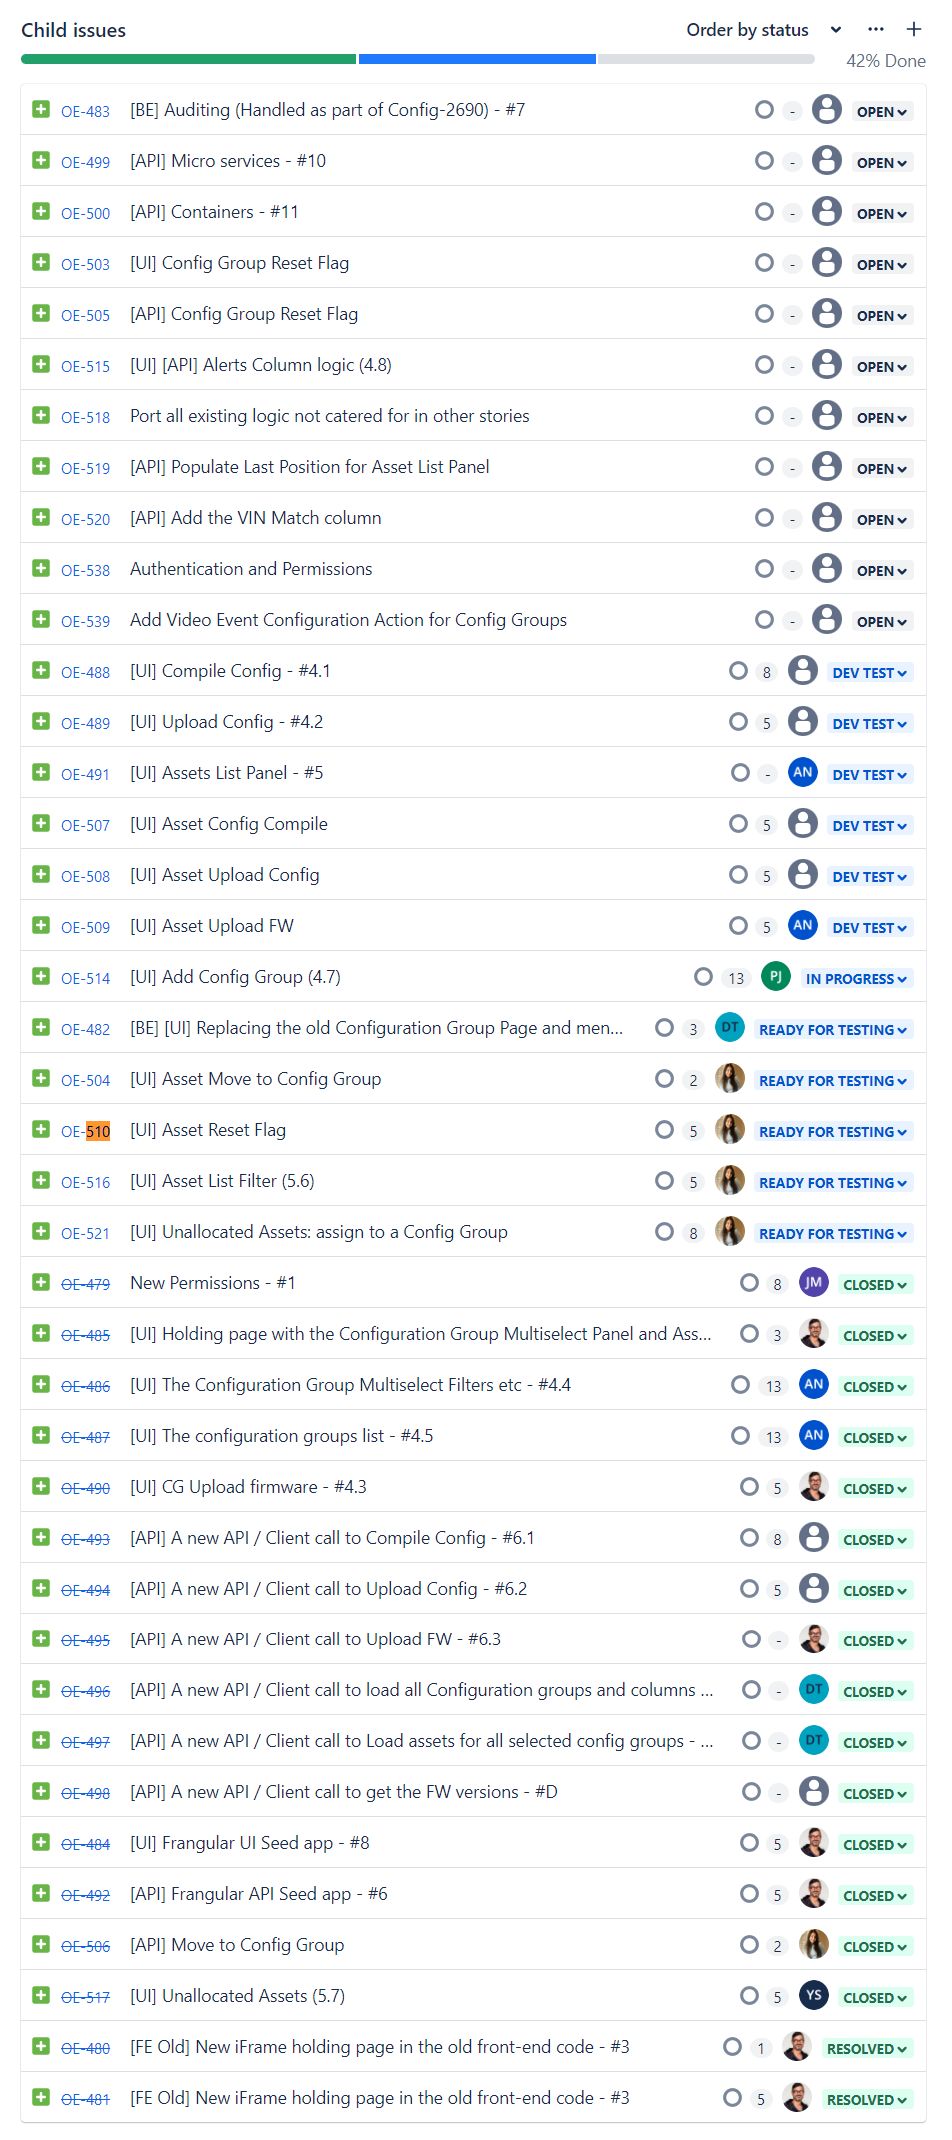 Child issues
Order by status
42% Done
OE-483 [BE] Auditing (Handled as part of Config-2690) - #7 - OPEN
OE-499 [API] Micro services - #10 - OPEN
OE-500 [API] Containers - #11 - OPEN
OE-503 [UI] Config Group Reset Flag - OPEN
OE-505 [API] Config Group Reset Flag - OPEN
OE-515 [UI] [API] Alerts Column logic (4.8) - OPEN
OE-518 Port all existing logic not catered for in other stories - OPEN
OE-519 [API] Populate Last Position for Asset List Panel - OPEN
OE-520 [API] Add the VIN Match column - OPEN
OE-538 Authentication and Permissions - OPEN
OE-539 Add Video Event Configuration Action for Config Groups - OPEN
OE-488 [UI] Compile Config - #4.1 8 DEV TEST
OE-489 [UI] Upload Config - #4.2 5 DEV TEST
OE-491 [UI] Assets List Panel - #5 - AN DEV TEST
OE-507 [UI] Asset Config Compile 5 DEV TEST
OE-508 [UI] Asset Upload Config 5 DEV TEST
OE-509 [UI] Asset Upload FW 5 AN DEV TEST
OE-514 [UI] Add Config Group (4.7) 13 PJ IN PROGRESS
OE-482 [BE] [UI] Replacing the old Configuration Group Page and men... 3 DT READY FOR TESTING
OE-504 [UI] Asset Move to Config Group 2 READY FOR TESTING
OE-510 [UI] Asset Reset Flag 5 READY FOR TESTING
OE-516 [UI] Asset List Filter (5.6) 5 READY FOR TESTING
OE-521 [UI] Unallocated Assets: assign to a Config Group 8 READY FOR TESTING
OE-479 New Permissions - #1 8 JM CLOSED
OE-485 [UI] Holding page with the Configuration Group Multiselect Panel and Ass... 3 CLOSED
OE-486 [UI] The Configuration Group Multiselect Filters etc - #4.4 13 AN CLOSED
OE-487 [UI] The configuration groups list - #4.5 13 AN CLOSED
OE-490 [UI] CG Upload firmware - #4.3 5 CLOSED
OE-493 [API] A new API / Client call to Compile Config - #6.1 8 CLOSED
OE-494 [API] A new API / Client call to Upload Config - #6.2 5 CLOSED
OE-495 [API] A new API / Client call to Upload FW - #6.3 - CLOSED
OE-496 [API] A new API / Client call to load all Configuration groups and columns ... - DT CLOSED
OE-497 [API] A new API / Client call to Load assets for all selected config groups - ... - DT CLOSED
OE-498 [API] A new API / Client call to get the FW versions - #D - CLOSED
OE-484 [UI] Frangular UI Seed app - #8 5 CLOSED
OE-492 [API] Frangular API Seed app - #6 5 CLOSED
OE-506 [API] Move to Config Group 2 CLOSED
OE-517 [UI] Unallocated Assets (5.7) 5 YS CLOSED
OE-480 [FE Old] New iFrame holding page in the old front-end code - #3 1 RESOLVED
OE-481 [FE Old] New iFrame holding page in the old front-end code - #3 5 RESOLVED